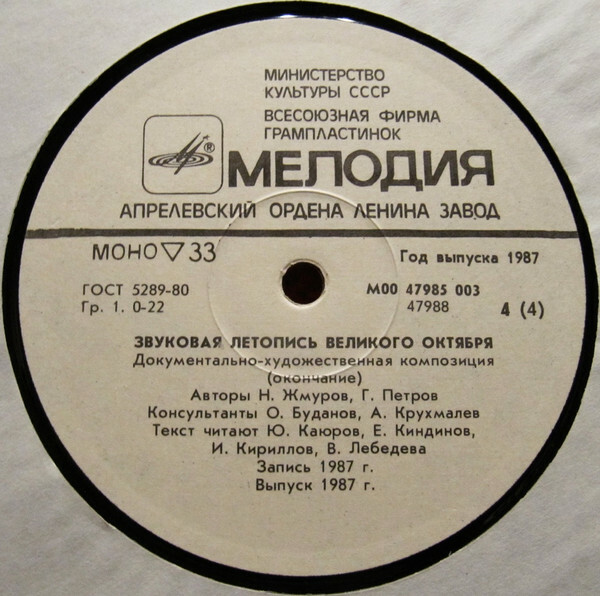 МИНИСТЕРСТВО
КУЛЬТУРЫ СССР
ВСЕСОЮЗНАЯ ФИРМА
ГРАМПЛАСТИНОК
®
МЕЛОДИЯ
АПРЕЛЕВСКИЙ ОРДЕНА ЛЕНИНА ЗАВОД
МОНО ▽ 33
Год выпуска 1987
ГОСТ 5289-80
М00 47985 003
Гр. 1. 0-22
47988
4 (4)
ЗВУКОВАЯ ЛЕТОПИСЬ ВЕЛИКОГО ОКТЯБРЯ
Документально-художественная композиция
(окончание)
Авторы Н. Жмуров, Г. Петров
Консультанты О. Буданов, А. Крухмалев
Текст читают Ю. Каюров, Е. Киндинов,
И. Кириллов, В. Лебедева
Запись 1987 г.
Выпуск 1987 г.